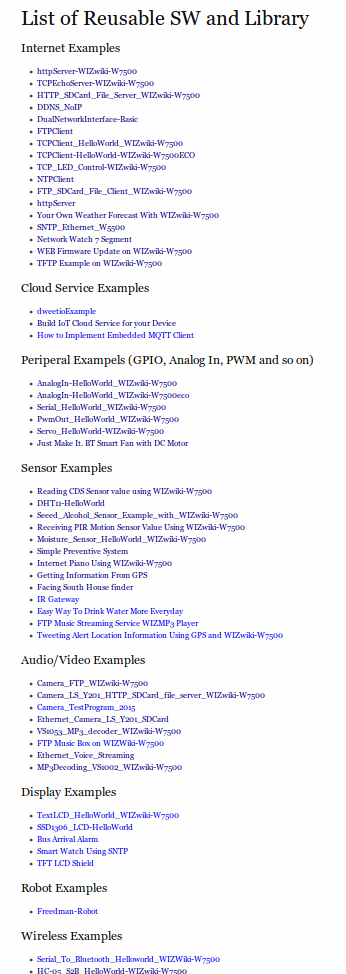 List of Reusable SW and Library
Internet Examples
httpServer-WIZwiki-W7500
TCPEchoServer-WIZwiki-W7500
HTTP_SDCard_File_Server_WIZwiki-W7500
DDNS_NoIP
DualNetworkInterface-Basic
FTPClient
TCPClient_HelloWorld_WIZwiki-W7500
TCPClient-HelloWorld-WIZwiki-W7500ECO
TCP_LED_Control-WIZwiki-W7500
NTPClient
FTP_SDCard_File_Client_WIZwiki-W7500
httpServer
Your Own Weather Forecast With WIZwiki-W7500
SNTP_Ethernet_W5500
Network Watch 7 Segment
WEB Firmware Update on WIZwiki-W7500
TFTP Example on WIZwiki-W7500
Cloud Service Examples
dweetioExample
Build IoT Cloud Service for your Device
How to Implement Embedded MQTT Client
Periperal Exampels (GPIO, Analog In, PWM and so on)
AnalogIn-HelloWorld_WIZwiki-W7500
AnalogIn-HelloWorld_WIZwiki-W7500eco
Serial_HelloWorld_WIZwiki-W7500
PwmOut_HelloWorld_WIZwiki-W7500
Servo_HelloWorld-WIZwiki-W7500
Just Make It. BT Smart Fan with DC Motor
Sensor Examples
Reading CDS Sensor value using WIZwiki-W7500
DHT11-HelloWorld
Seeed_Alcohol_Sensor_Example_with_WIZwiki-W7500
Receiving PIR Motion Sensor Value Using WIZwiki-W7500
Moisture_Sensor_HelloWorld_WIZwiki-W7500
Simple Preventive System
Internet Piano Using WIZwiki-W7500
Getting Information From GPS
Facing South House finder
IR Gateway
Easy Way To Drink Water More Everyday
FTP Music Streaming Service WIZMP3 Player
Tweeting Alert Location Information Using GPS and WIZwiki-W7500
Audio/Video Examples
Camera_FTP_WIZwiki-W7500
Camera_LS_Y201_HTTP_SDCard_file_server_WIZwiki-W7500
Camera_TestProgram_2015
Ethernet_Camera_LS_Y201_SDCard
VS1053_MP3_decoder_WIZwiki-W7500
FTP Music Box on WIZWiki-W7500
Ethernet_Voice_Streaming
MP3Decoding_VS1002_WIZwiki-W7500
Display Examples
TextLCD_HelloWorld_WIZwiki-W7500
SSD1306_LCD-HelloWorld
Bus Arrival Alarm
Smart Watch Using SNTP
TFT LCD Shield
Robot Examples
Freedman-Robot
Wireless Examples
Serial_To_Bluetooth_Helloworld_WIZWiki-W7500
HC-05_S2B_HelloWorld-WIZwiki-W7500